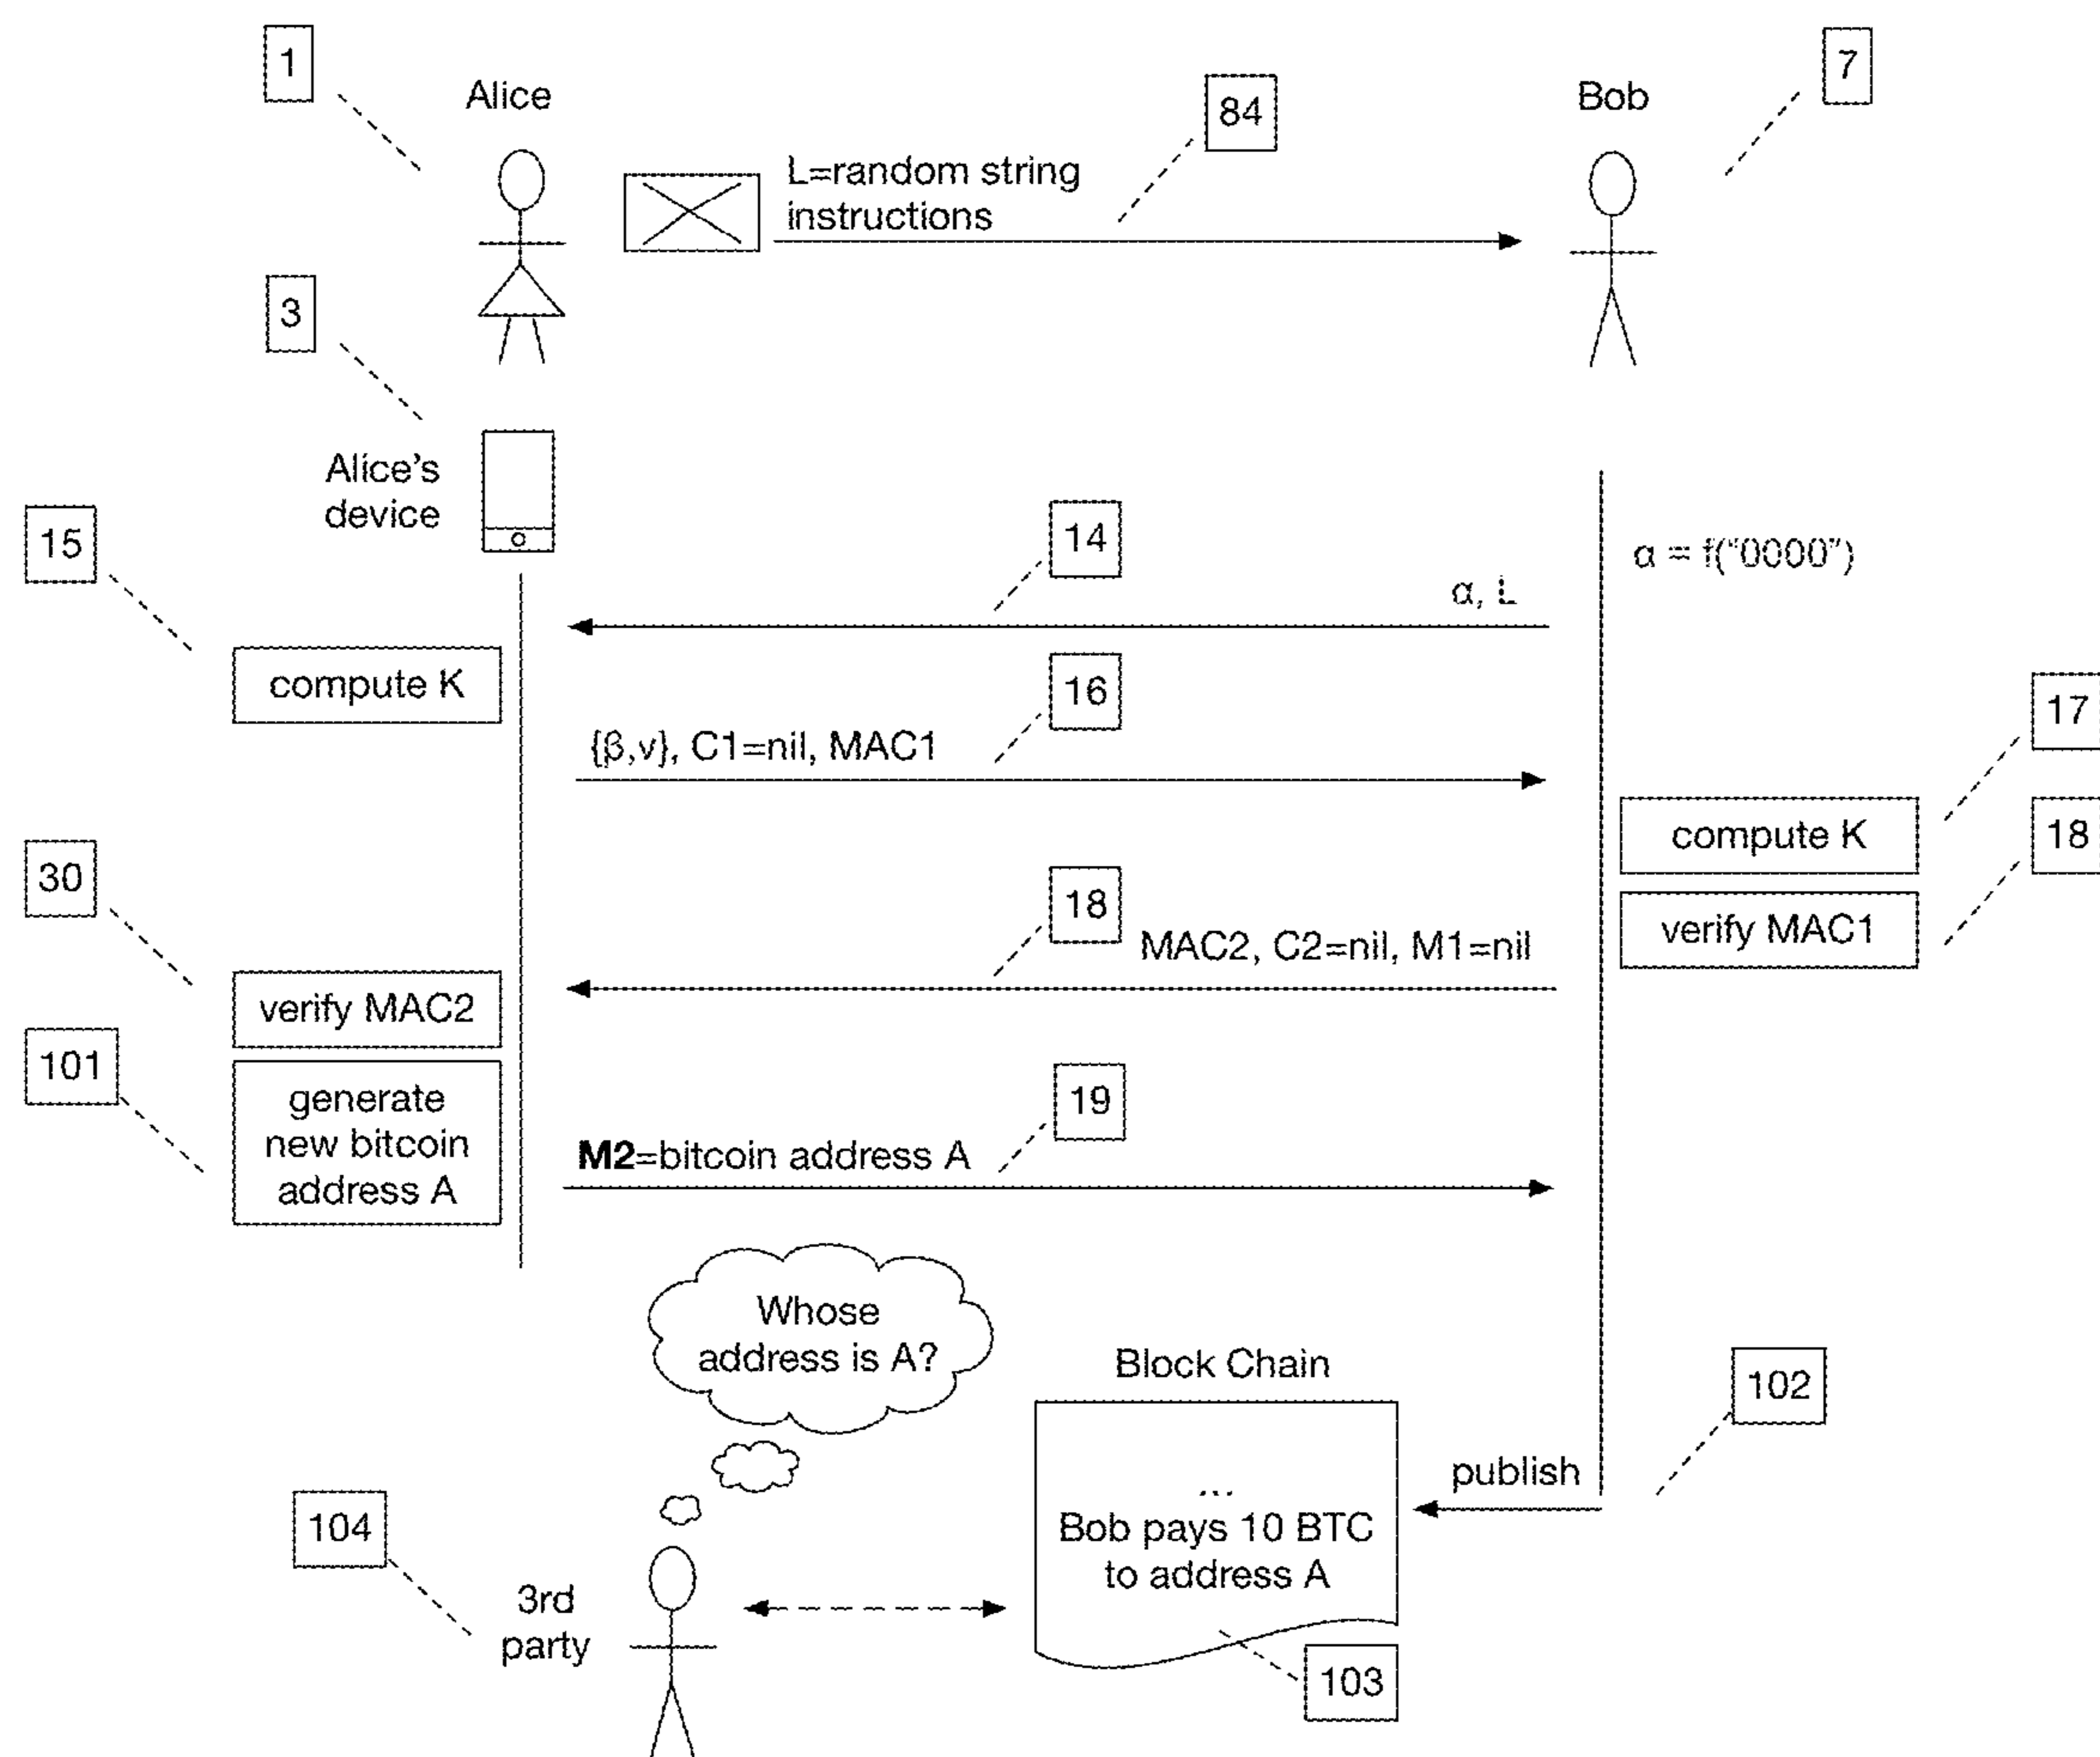 1
Alice
84
Bob
7
L=random string
instructions
3
Alice's
device
15
14
α = f("0000")
α, L
compute K
16
17
{β,v}, C1=nil, MAC1
compute K
18
30
18
MAC2, C2=nil, M1=nil
verify MAC1
verify MAC2
101
generate
new bitcoin
address A
19
M2=bitcoin address A
Whose
address is A?
Block Chain
102
publish
...
Bob pays 10 BTC
to address A
104
3rd
party
103